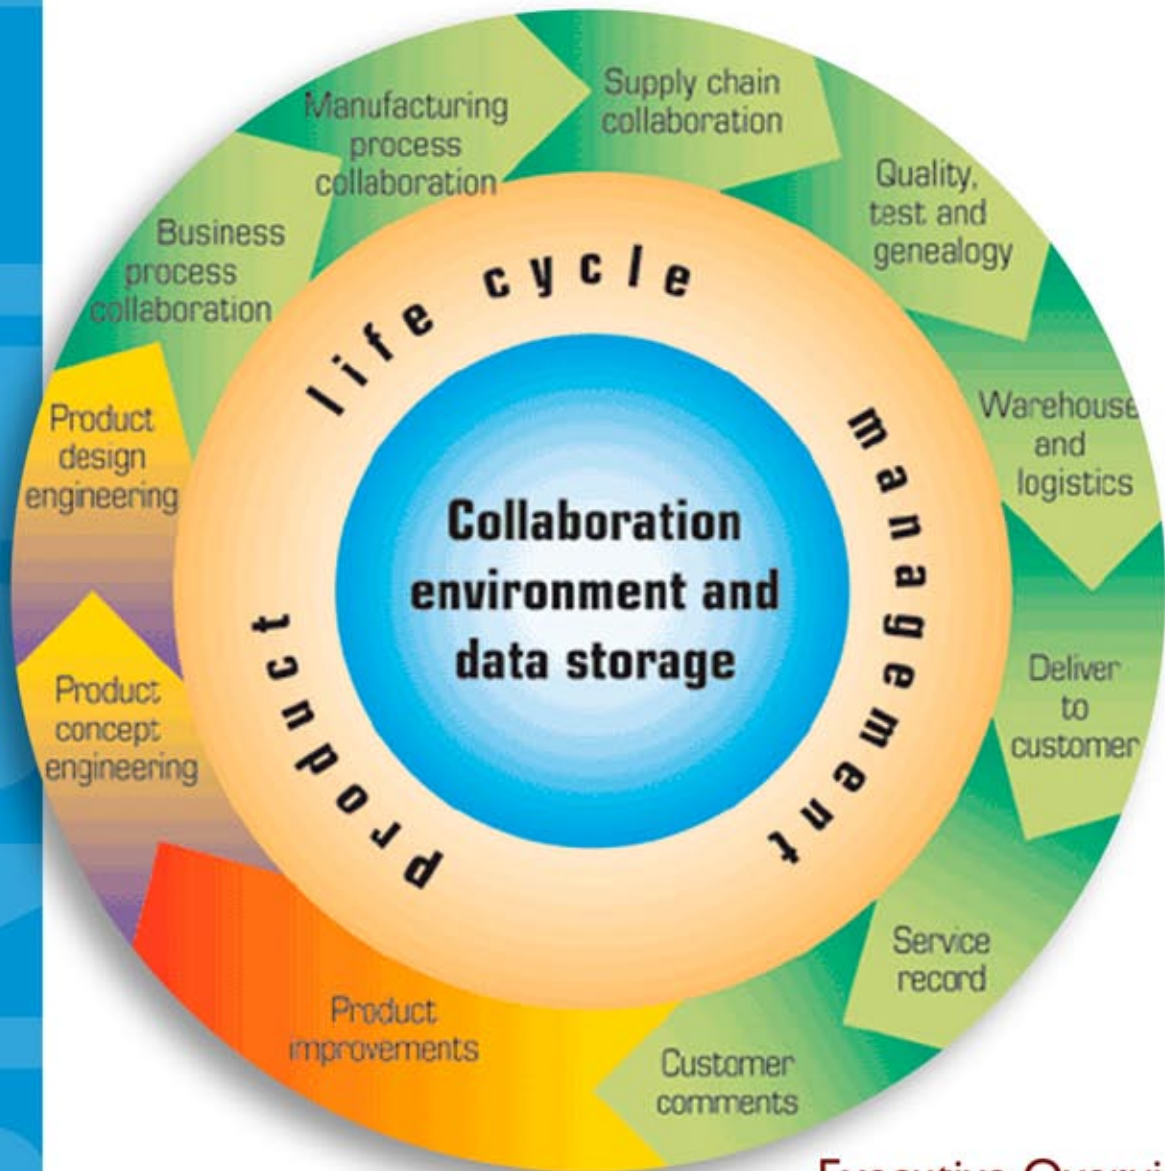 Manufacturing
process
collaboration
Supply chain
collaboration
Quality,
test and
genealogy
Warehouse
and
logistics
Deliver
to
customer
Service
record
Customer
comments
Product
improvements
Product
concept
engineering
Product
design
engineering
Business
process
collaboration
Product life cycle management
Collaboration
environment and
data storage